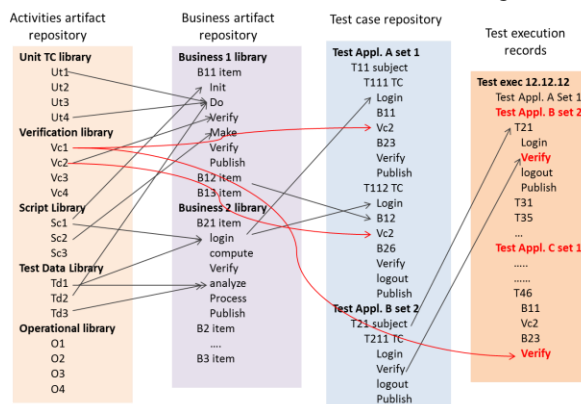 Activities artifact
repository
Unit TC library
Ut1
Ut2
Ut3
Ut4
Verification library
Vc1
Vc2
Vc3
Vc4
Script Library
Sc1
Sc2
Sc3
Test Data Library
Td1
Td2
Td3
Operational library
O1
O2
O3
O4
Business artifact
repository
Business 1 library
B11 item
Init
Do
Verify
Make
Verify
Publish
B12 item
B13 item
Business 2 library
B21 item
login
compute
Verify
analyze
Process
Publish
B2 item
....
B3 item
Test case repository
Test Appl. A set 1
T11 subject
T111 TC
Login
B11
Vc2
B23
Verify
Publish
T112 TC
Login
B12
Vc2
B26
Verify
logout
Publish
Test Appl. B set 2
T21 subject
T211 TC
Login
Verify
logout
Publish
Test execution
records
Test exec 12.12.12
Test Appl. A Set 1
Test Appl. B set 2
T21
Login
Verify
logout
Publish
T31
T35
...
Test Appl. C set 1
.....
......
T46
B11
Vc2
B23
Verify